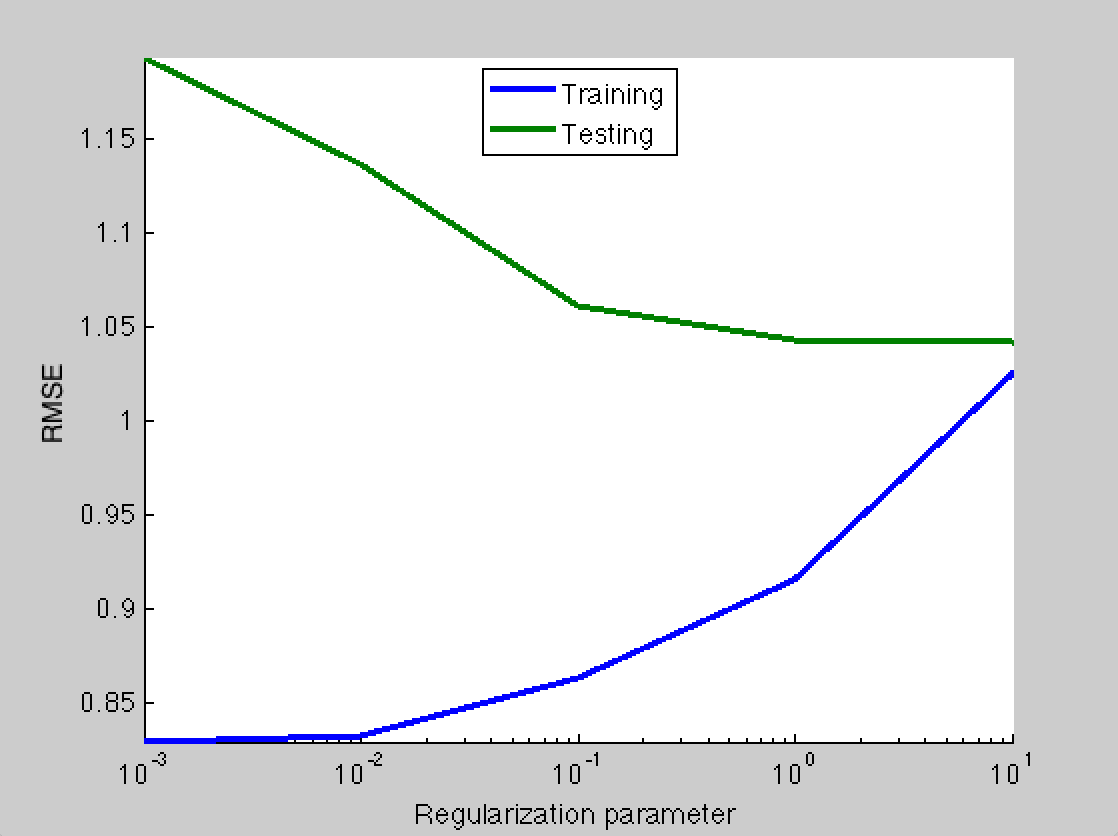 Training
Testing
1.15
1.1
1.05
1
0.95
0.9
0.85
RMSE
10^-3 10^-2 10^-1 10^0 10^1
Regularization parameter